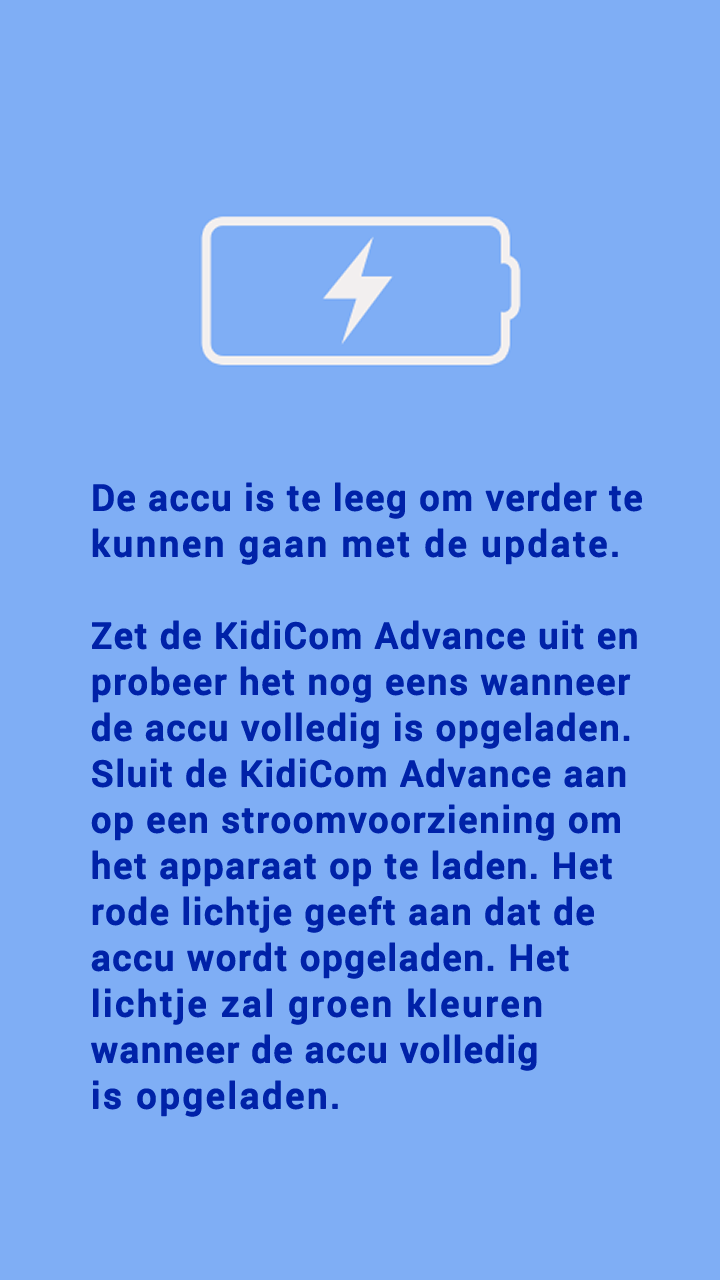 De accu is te leeg om verder te
kunnen gaan met de update.
Zet de KidiCom Advance uit en
probeer het nog eens wanneer
de accu volledig is opgeladen.
Sluit de KidiCom Advance aan
op een stroomvoorziening om
het apparaat op te laden. Het
rode lichtje geeft aan dat de
accu wordt opgeladen. Het
lichtje zal groen kleuren
wanneer de accu volledig
is opgeladen.